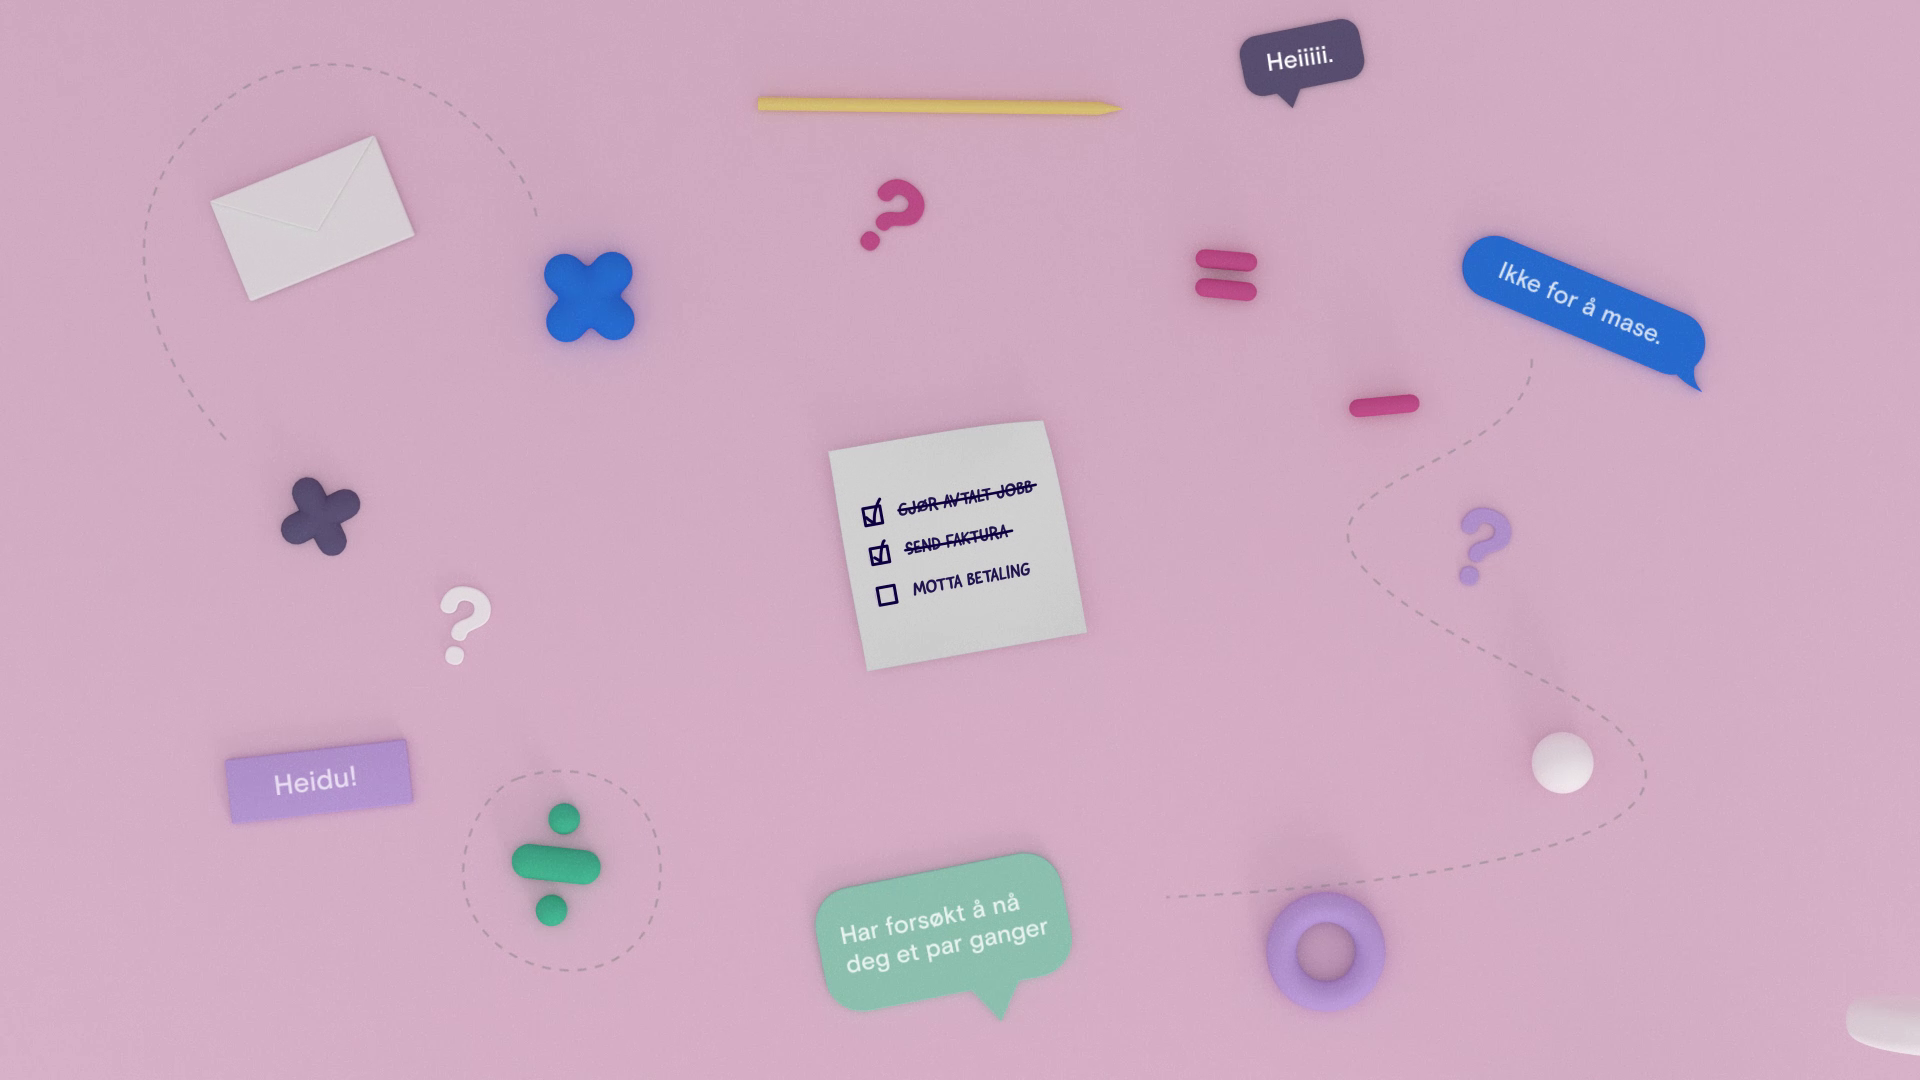 Heiiiii.
Ikke for å mase.
GJØR AVTALT JOBB
SEND FAKTURA
MOTTA BETALING
Heidu!
Har forsøkt å nå
deg et par ganger